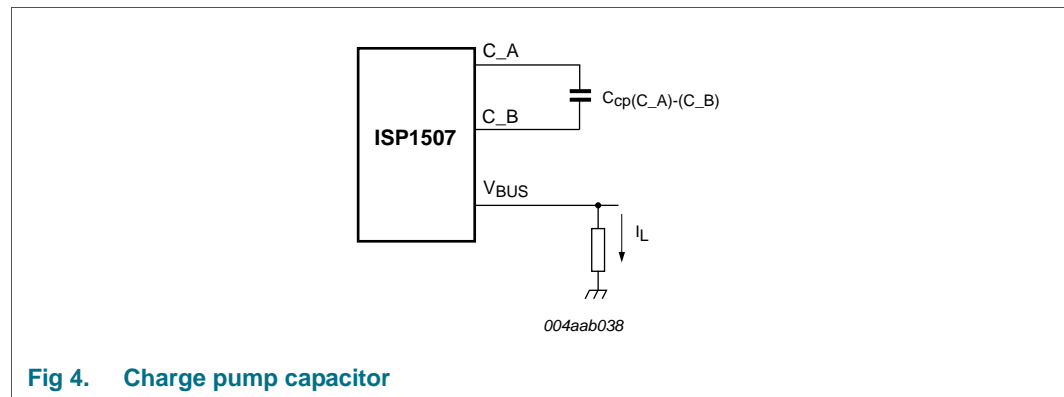 C_A
Ccp(C_A)-(C_B)
C_B
ISP1507
VBUS
IL
004aab038
Fig 4. Charge pump capacitor